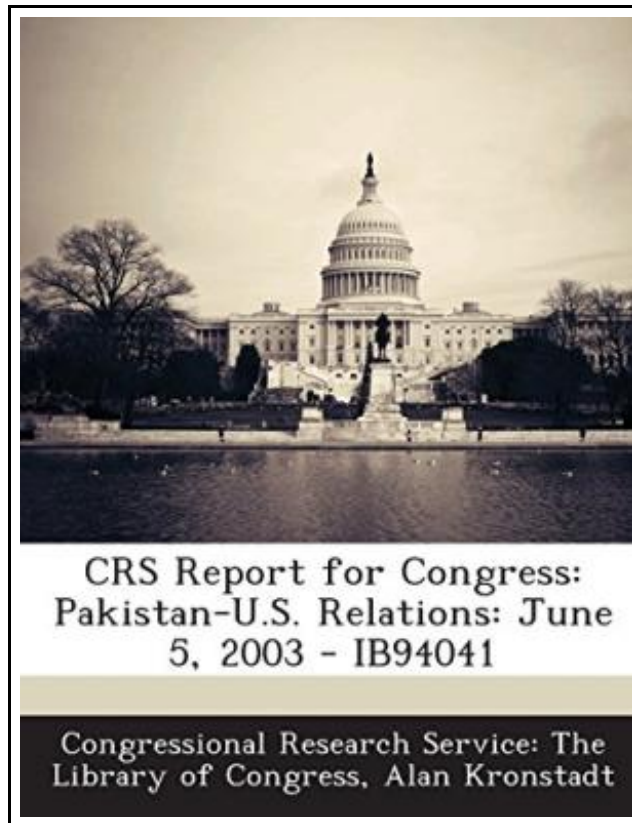 CRS Report for Congress:
Pakistan-U.S. Relations: June
5, 2003 - IB94041
Congressional Research Service: The
Library of Congress, Alan Kronstadt